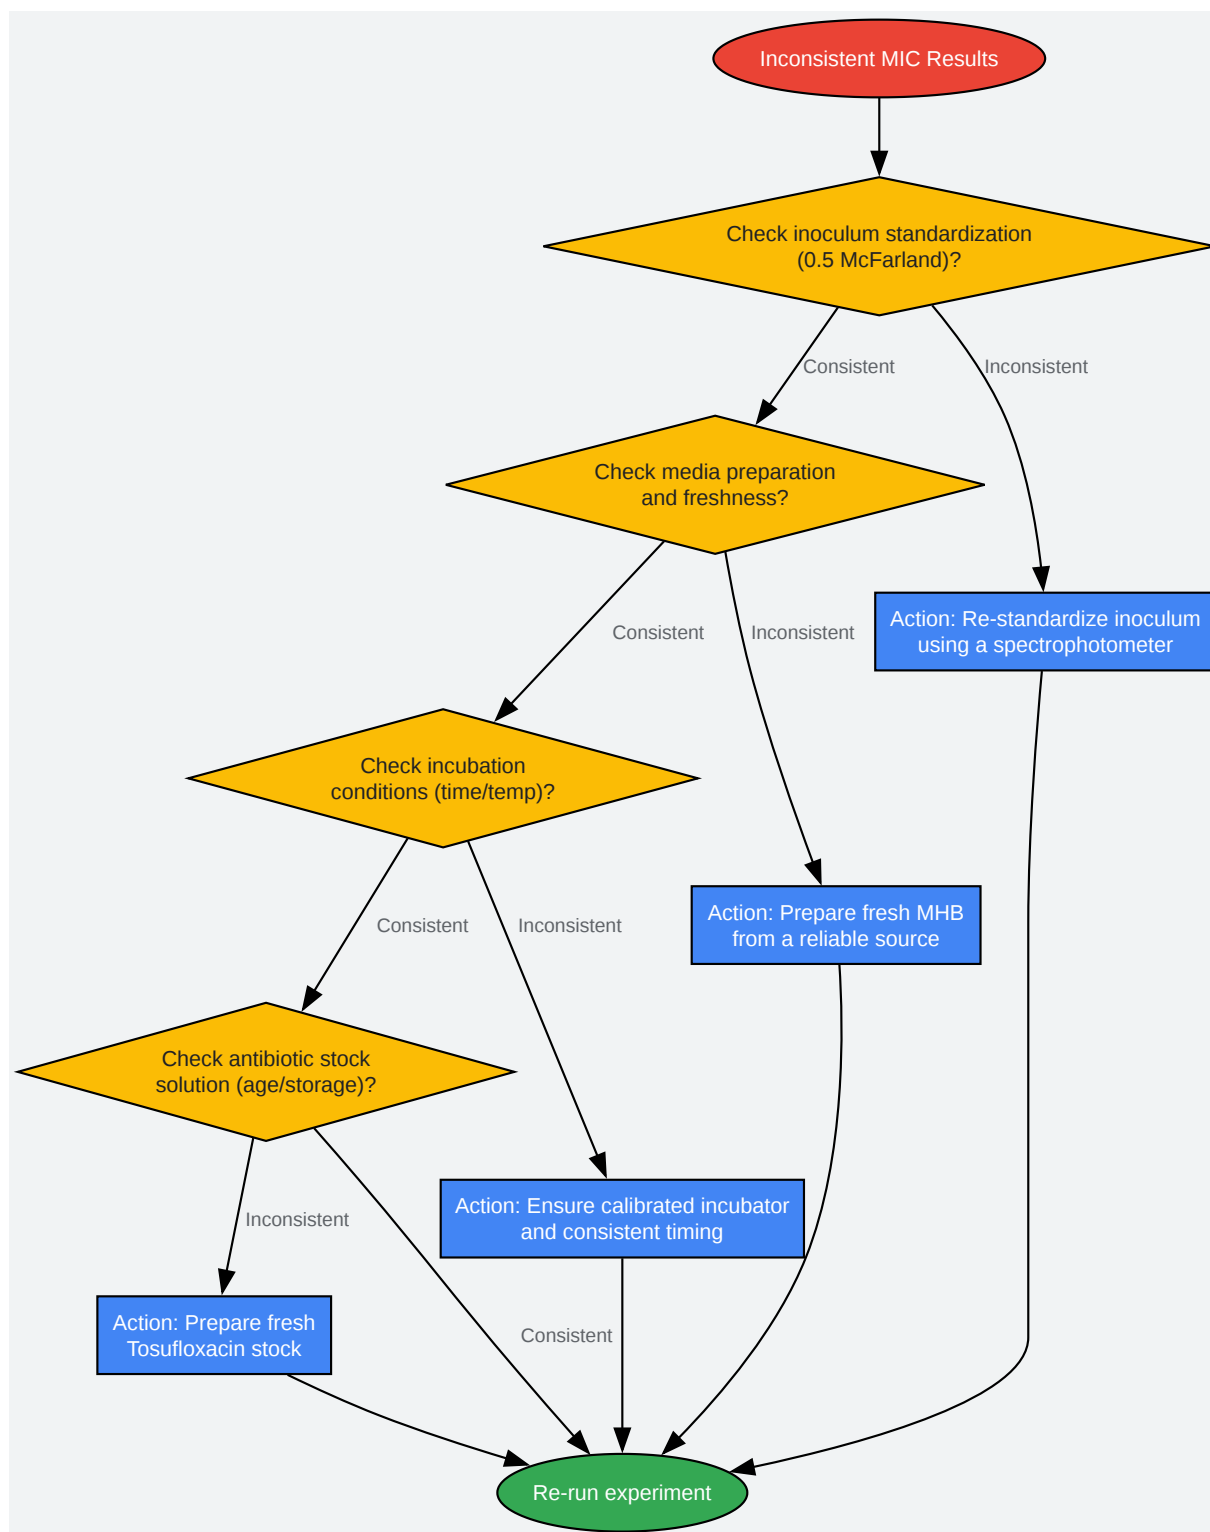 Inconsistent MIC Results
Check inoculum standardization
(0.5 McFarland)?
Consistent
Inconsistent
Check media preparation
and freshness?
Action: Re-standardize inoculum
using a spectrophotometer
Consistent
Inconsistent
Check incubation
conditions (time/temp)?
Action: Prepare fresh MHB
from a reliable source
Consistent
Inconsistent
Check antibiotic stock
solution (age/storage)?
Action: Ensure calibrated incubator
and consistent timing
Inconsistent
Action: Prepare fresh
Tosufloxacin stock
Consistent
Re-run experiment